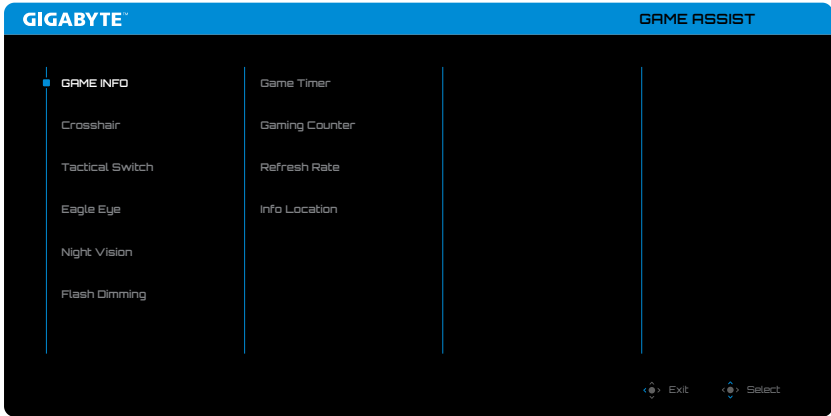 GIGABYTE™
GAME ASSIST
GAME INFO
Crosshair
Tactical Switch
Eagle Eye
Night Vision
Flash Dimming
Game Timer
Gaming Counter
Refresh Rate
Info Location
Exit
Select